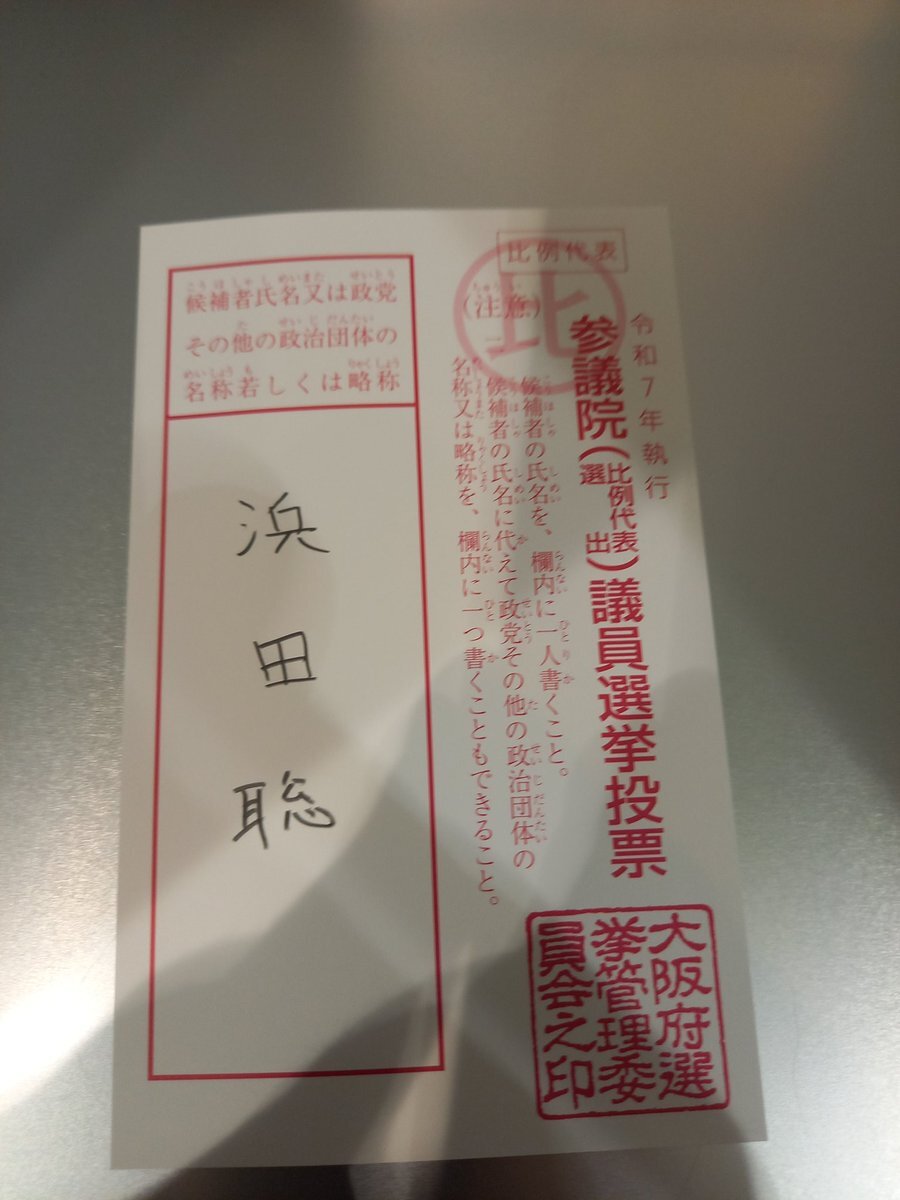 比例代表
比
令和7年執行
参議院(比例代表選出)議員選挙投票
(注意)
一 候補者の氏名を、欄内に一人書くこと。
候補者の氏名に代えて政党その他の政治団体の
名称又は略称を、欄内に一つ書くこともできること。
候補者氏名又は政党
その他の政治団体の
名称若しくは略称
浜田聡
大阪府選
挙管理委
員会之印